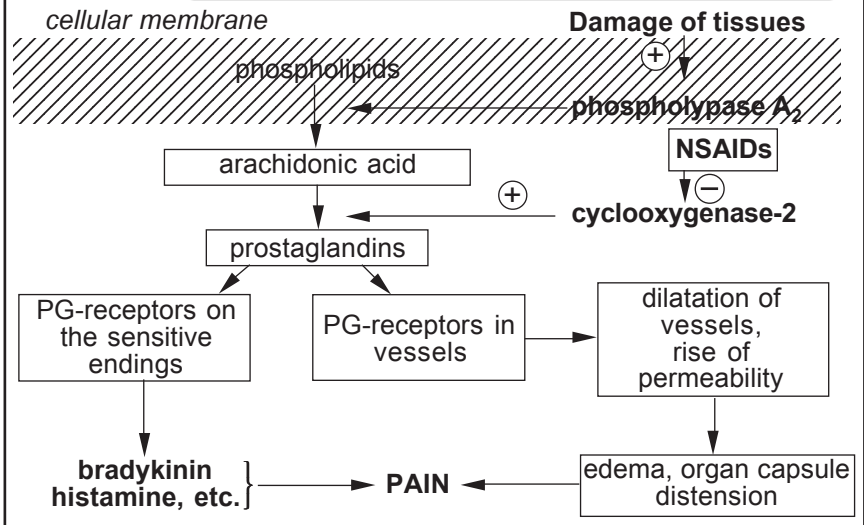 cellular membrane
Damage of tissues
+
phospholipids
phospholypase A₂
NSAIDs
−
arachidonic acid
+
cyclooxygenase-2
prostaglandins
PG-receptors on
the sensitive
endings
PG-receptors in
vessels
dilatation of
vessels,
rise of
permeability
bradykinin
histamine, etc.}
PAIN
edema, organ capsule
distension